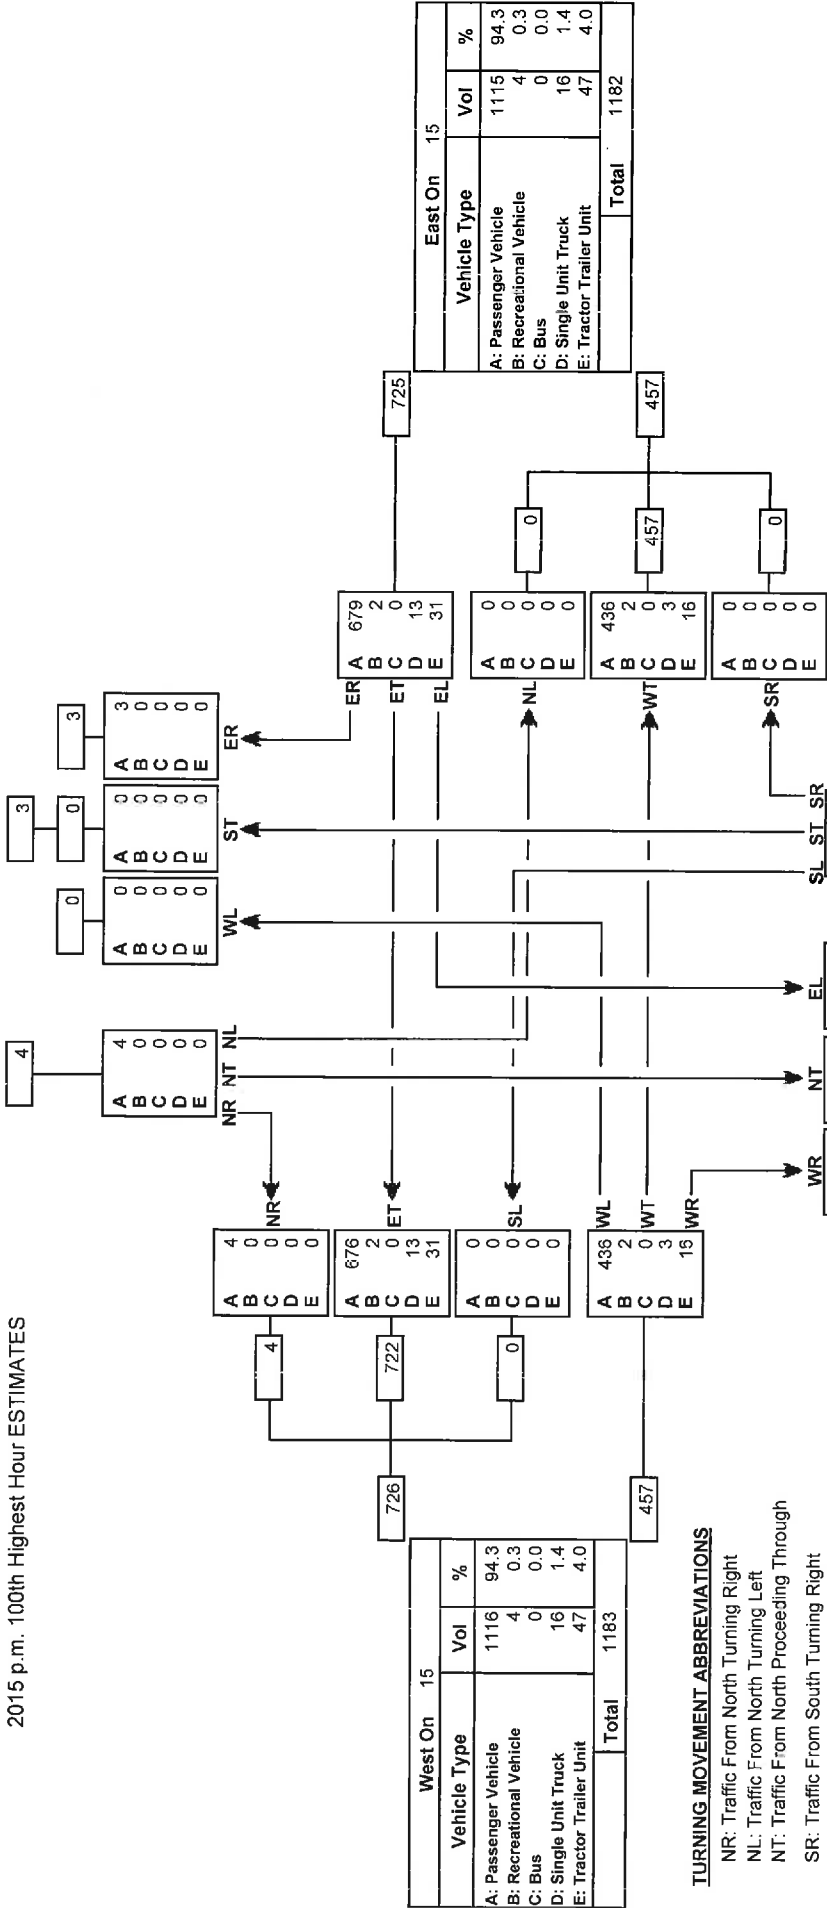 2015 p.m. 100th Highest Hour ESTIMATES
4
A 4
B 0
C 0
D 0
E 0
NR NT NL
0
A 0
B 0
C 0
D 0
E 0
WL
3
0
A 0
B 0
C 0
D 0
E 0
ST
3
A 3
B 0
C 0
D 0
E 0
ER
West On 15
Vehicle Type Vol %
A: Passenger Vehicle 1116 94.3
B: Recreational Vehicle 4 0.3
C: Bus 0 0.0
D: Single Unit Truck 16 1.4
E: Tractor Trailer Unit 47 4.0
Total 1183
726
4
A 4
B 0
C 0
D 0
E 0
NR
722
A 676
B 2
C 0
D 13
E 31
ET
0
A 0
B 0
C 0
D 0
E 0
SL
457
A 436
B 2
C 0
D 3
E 15
WL
WT
WR
ER
ET
EL
A 679
B 2
C 0
D 13
E 31
725
NL
A 0
B 0
C 0
D 0
E 0
0
WT
A 436
B 2
C 0
D 3
E 16
457
457
SR
A 0
B 0
C 0
D 0
E 0
0
East On 15
Vehicle Type Vol %
A: Passenger Vehicle 1115 94.3
B: Recreational Vehicle 4 0.3
C: Bus 0 0.0
D: Single Unit Truck 16 1.4
E: Tractor Trailer Unit 47 4.0
Total 1182
WR NT EL SL ST SR
TURNING MOVEMENT ABBREVIATIONS
NR: Traffic From North Turning Right
NL: Traffic From North Turning Left
NT: Traffic From North Proceeding Through
SR: Traffic From South Turning Right